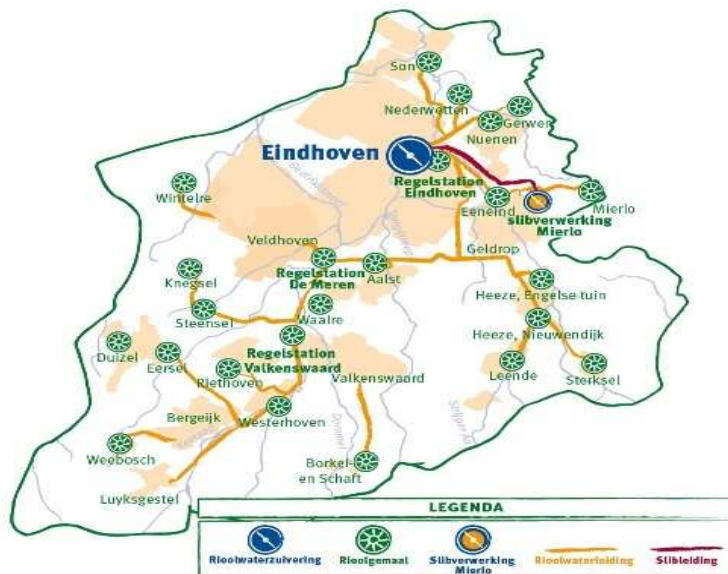 Son
Nederwetten
Gerwen
Nuenen
Eindhoven
Regelstation
Eindhoven
Wintelre
Eeneind
Mierlo
Slibverwerking
Mierlo
Veldhoven
Geldrop
Regelstation
De Meren
Aalst
Knegsel
Heeze, Engelse tuin
Steensel
Waalre
Heeze, Nieuwendijk
Duizel
Eersel
Regelstation
Valkenswaard
Riethoven
Valkenswaard
Leende
Sterksel
Bergeijk
Westerhoven
Dommel
Weebosch
Borkel-
en Schaft
Luyksgestel
LEGENDA
Rioolwaterzuivering
Rioolgemaal
Slibverwerking
Mierlo
Rioolwaterleiding
Slibleiding